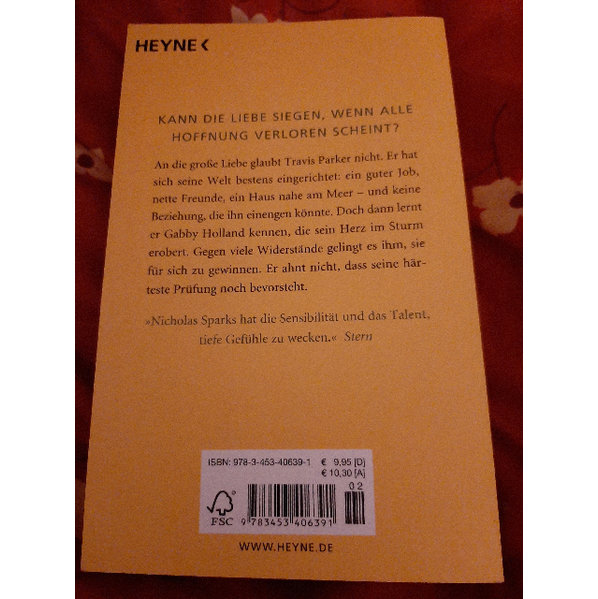 HEYNE
KANN DIE LIEBE SIEGEN, WENN ALLE
HOFFNUNG VERLOREN SCHEINT?
An die große Liebe glaubt Travis Parker nicht. Er hat
sich seine Welt bestens eingerichtet: ein guter Job,
nette Freunde, ein Haus nahe am Meer – und keine
Beziehung, die ihn einengen könnte. Doch dann lernt
er Gabby Holland kennen, die sein Herz im Sturm
erobert. Gegen viele Widerstände gelingt es ihm, sie
für sich zu gewinnen. Er ahnt nicht, dass seine här-
teste Prüfung noch bevorsteht.
»Nicholas Sparks hat die Sensibilität und das Talent,
tiefe Gefühle zu wecken.« Stern
ISBN: 978-3-453-40639-1 € 9,95 [D]
€ 10,30 [A]
0 2
FSC
9 783453 406391
WWW.HEYNE.DE